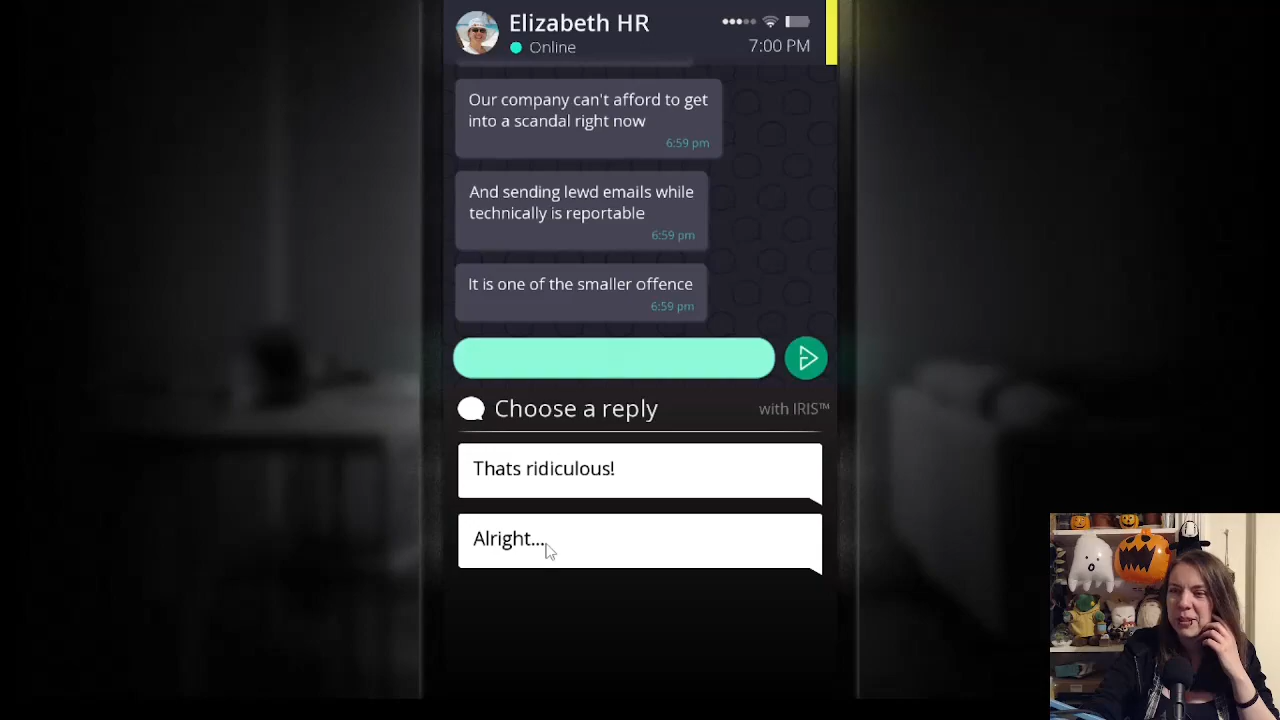 Elizabeth HR
Online
7:00 PM
Our company can't afford to get
into a scandal right now
6:59 pm
And sending lewd emails while
technically is reportable
6:59 pm
It is one of the smaller offence
6:59 pm
Choose a reply
with IRIS™
Thats ridiculous!
Alright...